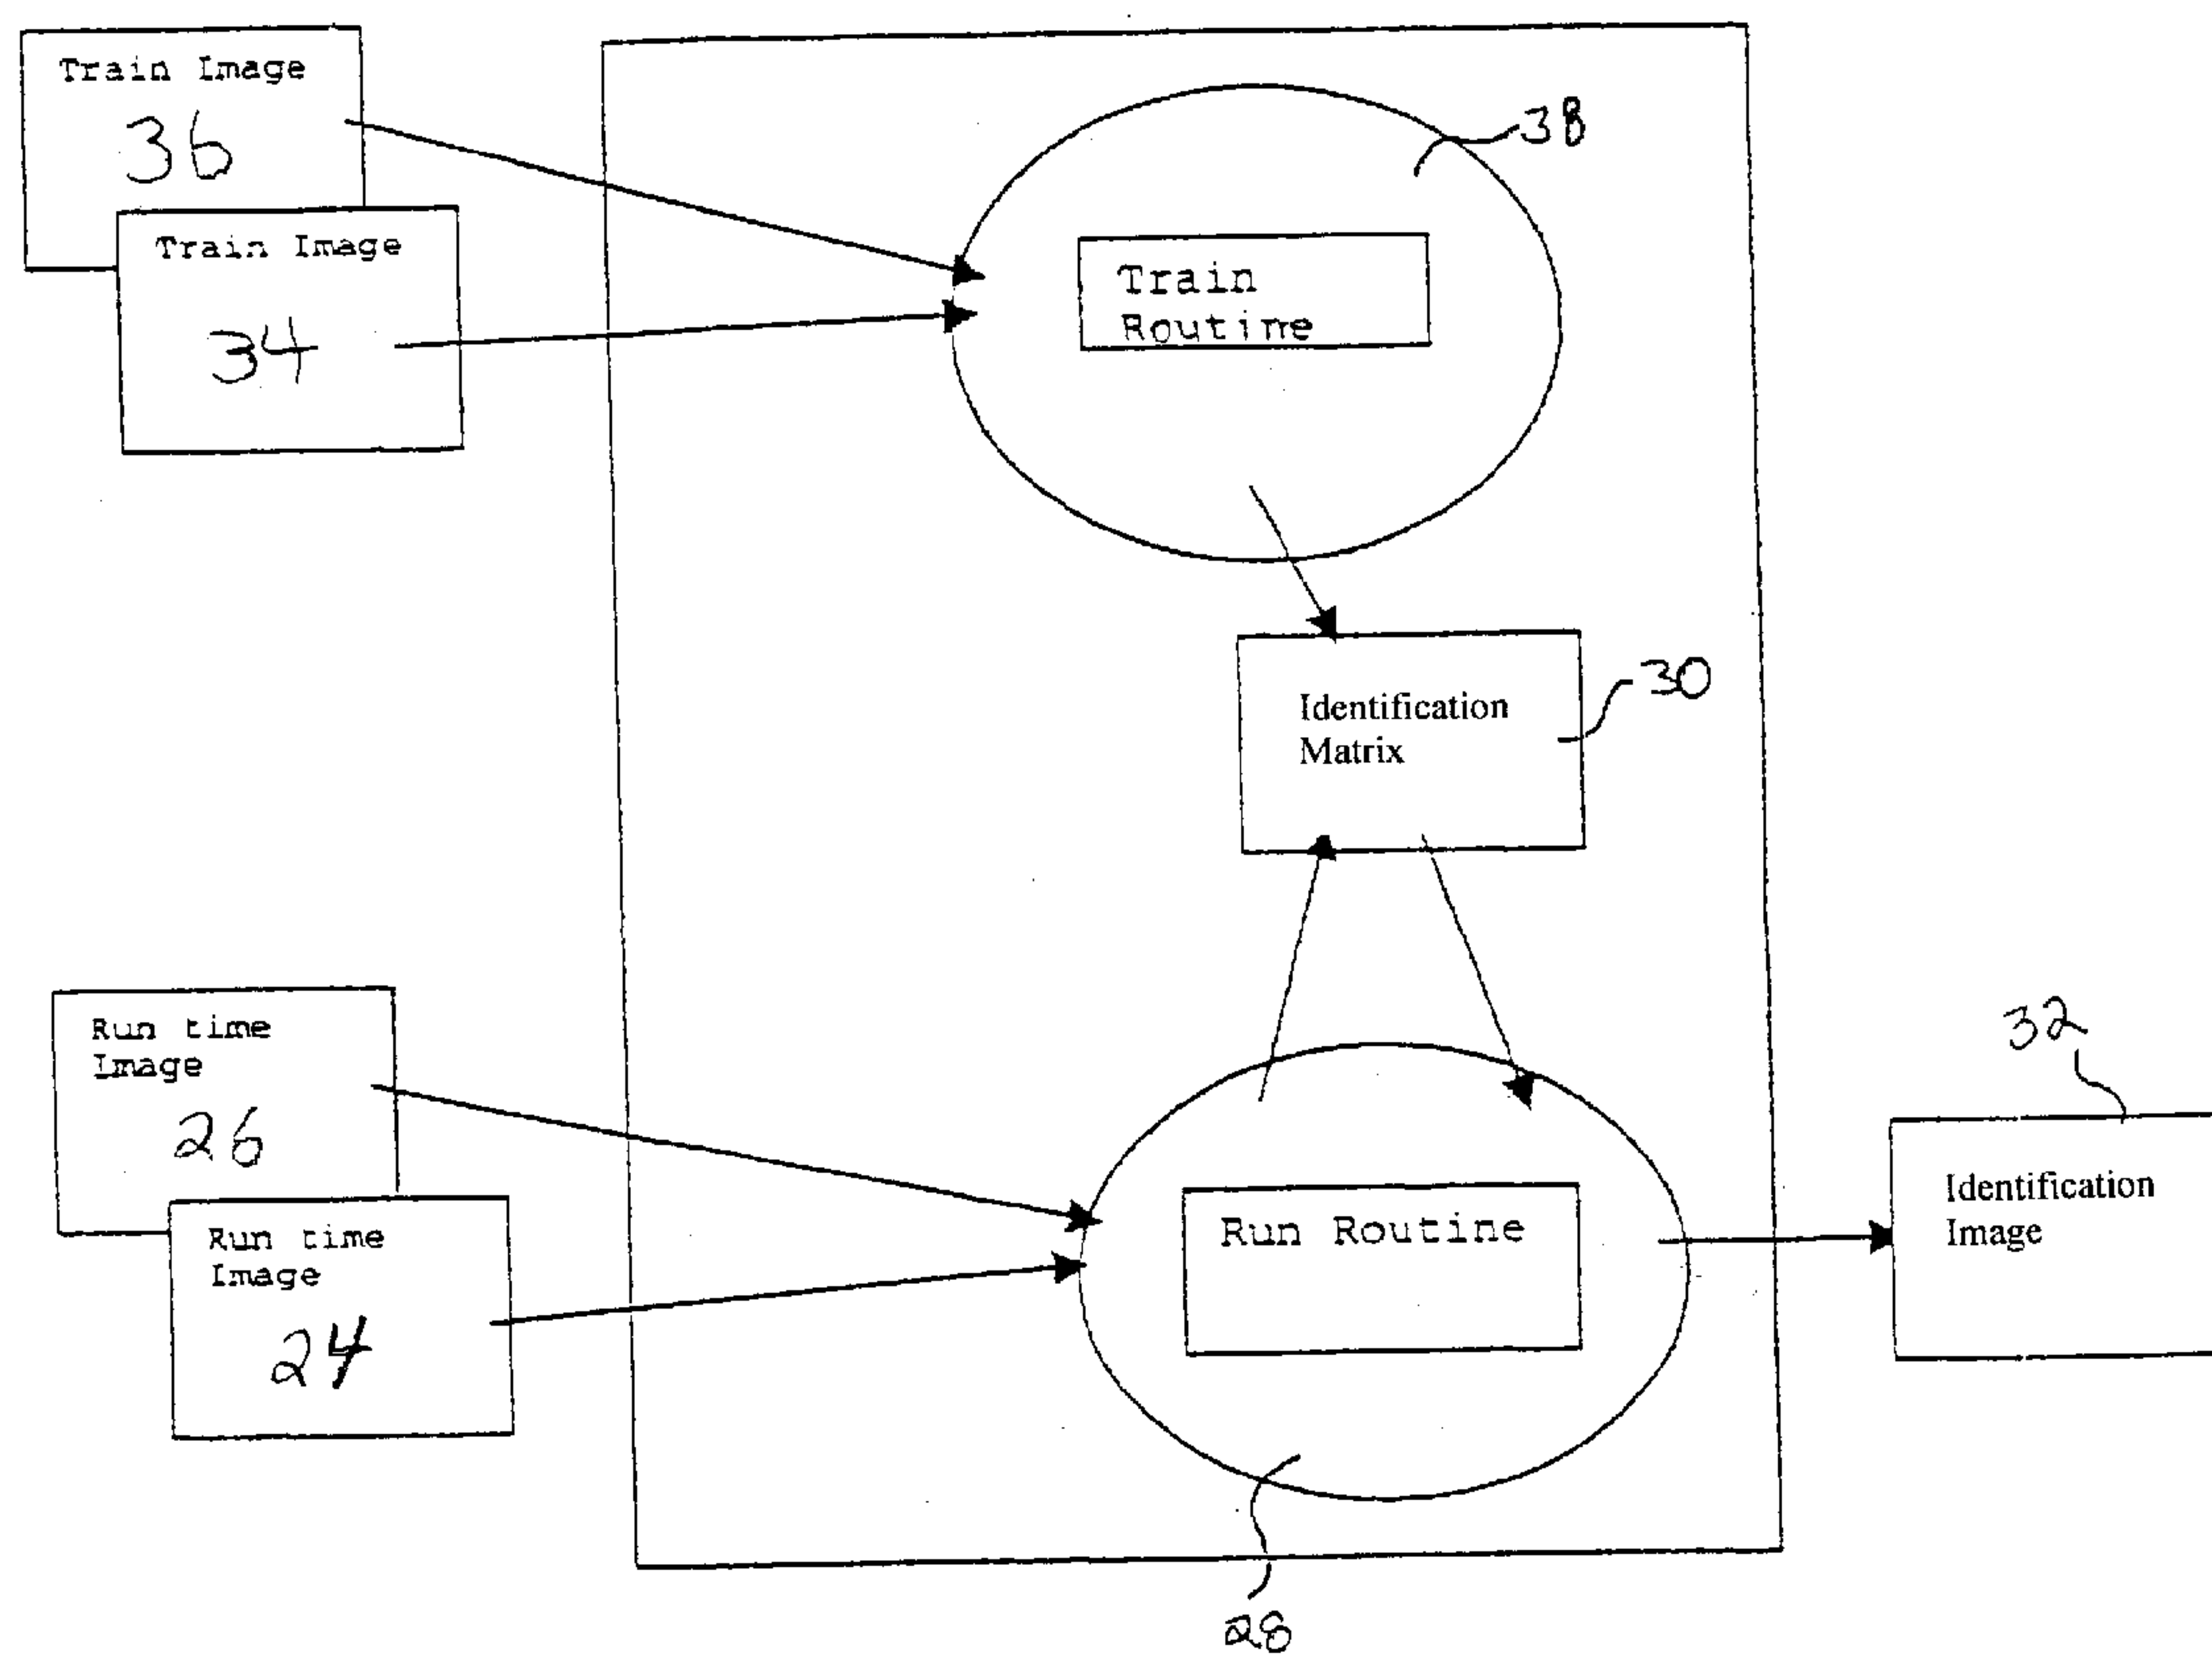 Train Image
36
Train Image
34
38
Train
Routine
Identification
Matrix
30
Run time
Image
26
Run time
Image
24
Run Routine
32
Identification
Image
28